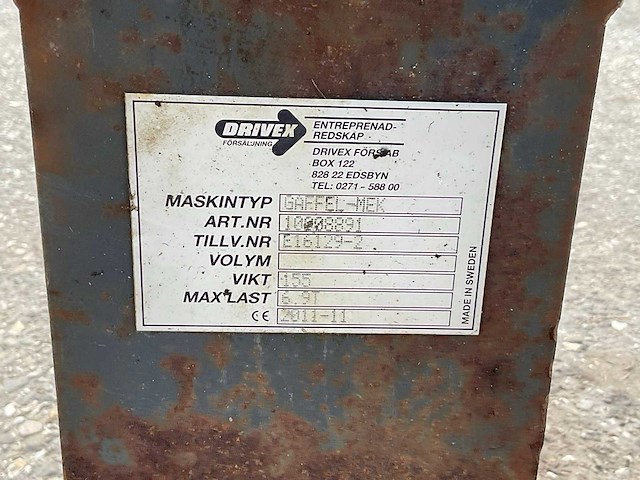 DRIVEX
FÖRSÄLJNING
ENTREPRENAD-
REDSKAP
DRIVEX FÖRS AB
BOX 122
828 22 EDSBYN
TEL: 0271 - 588 00
MASKINTYP GAFFEL-MEK
ART.NR
TILLV.NR E16129-2
VOLYM
VIKT 155
MAX LAST 6.9T
CE 2011-11
MADE IN SWEDEN